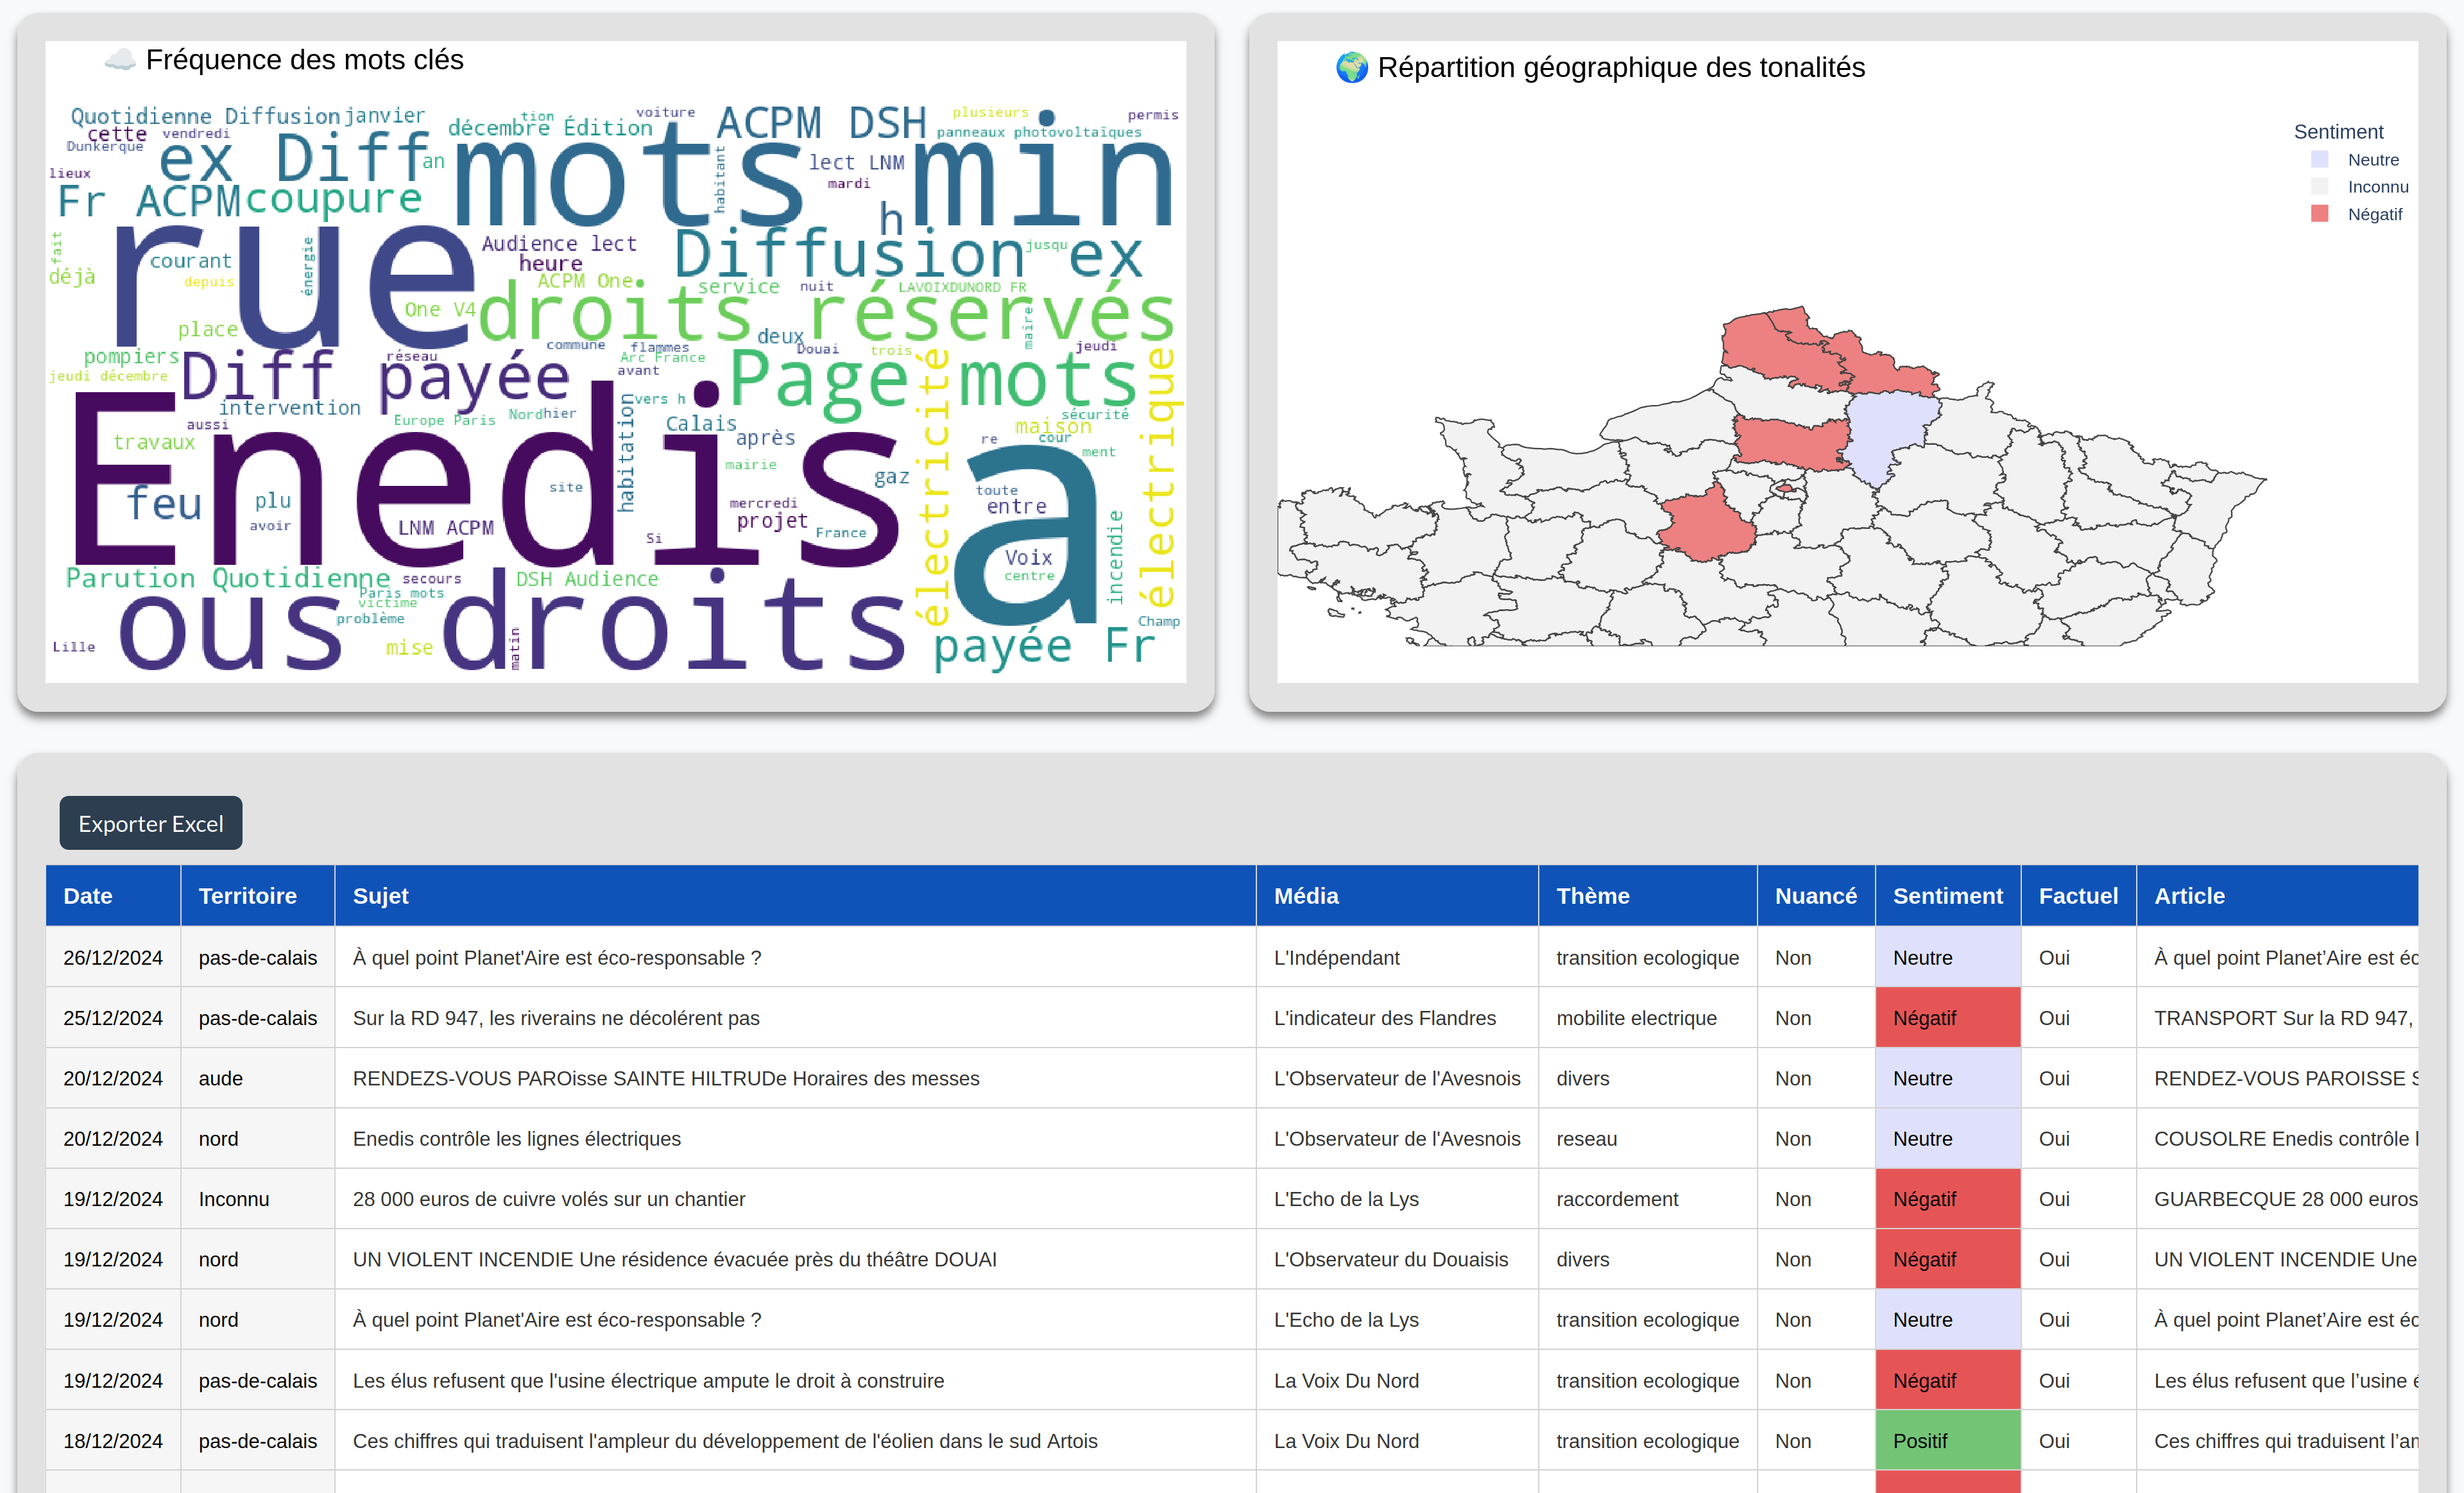 ☁️ Fréquence des mots clés
Quotidienne Diffusion janvier tion voiture ACPM DSH plusieurs permis
cette vendredi décembre Édition panneaux photovoltaïques
Dunkerque ex Diff an mots habitant lect LNM min
lieux mardi
Fr ACPM coupure h
fait rue énergie Audience lect Diffusion jusqu ex
courant heure
déjà depuis ACPM One service nuit LAVOIXDUNORD FR
One V4 droits réservés maire
place deux
pompiers réseau commune flammes Douai trois jeudi
Arc France
jeudi décembre Diff payée avant Page mots
intervention vers h électricité électrique
Europe Paris Nord hier sécurité
aussi habitation Calais maison
travaux Enedis après re cour
mairie ment
feu plu site gaz a toute
mercredi entre
avoir LNM ACPM projet
Si France Voix incendie
Parution Quotidienne secours DSH Audience centre
Paris mots
victime
ous droits problème Champ
Lille mise matin payée Fr
🌍 Répartition géographique des tonalités
Sentiment
Neutre
Inconnu
Négatif
Exporter Excel
Date Territoire Sujet Média Thème Nuancé Sentiment Factuel Article
26/12/2024 pas-de-calais À quel point Planet'Aire est éco-responsable ? L'Indépendant transition ecologique Non Neutre Oui À quel point Planet’Aire est éc
25/12/2024 pas-de-calais Sur la RD 947, les riverains ne décolérent pas L'indicateur des Flandres mobilite electrique Non Négatif Oui TRANSPORT Sur la RD 947,
20/12/2024 aude RENDEZS-VOUS PAROisse SAINTE HILTRUDe Horaires des messes L'Observateur de l'Avesnois divers Non Neutre Oui RENDEZ-VOUS PAROISSE S
20/12/2024 nord Enedis contrôle les lignes électriques L'Observateur de l'Avesnois reseau Non Neutre Oui COUSOLRE Enedis contrôle l
19/12/2024 Inconnu 28 000 euros de cuivre volés sur un chantier L'Echo de la Lys raccordement Non Négatif Oui GUARBECQUE 28 000 euros
19/12/2024 nord UN VIOLENT INCENDIE Une résidence évacuée près du théâtre DOUAI L'Observateur du Douaisis divers Non Négatif Oui UN VIOLENT INCENDIE Une
19/12/2024 nord À quel point Planet'Aire est éco-responsable ? L'Echo de la Lys transition ecologique Non Neutre Oui À quel point Planet’Aire est éc
19/12/2024 pas-de-calais Les élus refusent que l'usine électrique ampute le droit à construire La Voix Du Nord transition ecologique Non Négatif Oui Les élus refusent que l’usine é
18/12/2024 pas-de-calais Ces chiffres qui traduisent l'ampleur du développement de l'éolien dans le sud Artois La Voix Du Nord transition ecologique Non Positif Oui Ces chiffres qui traduisent l’am